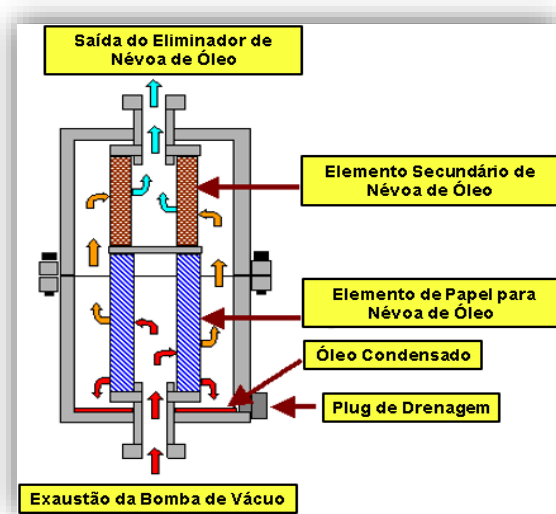 Saída do Eliminador de
Névoa de Óleo
Elemento Secundário de
Névoa de Óleo
Elemento de Papel para
Névoa de Óleo
Óleo Condensado
Plug de Drenagem
Exaustão da Bomba de Vácuo